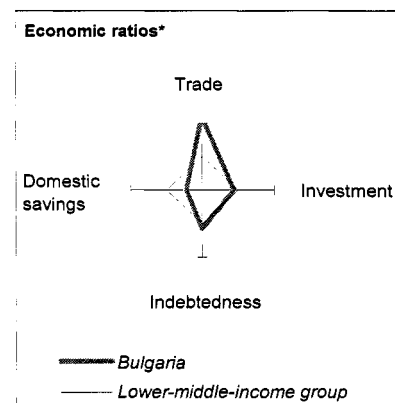 Economic ratios*
Trade
Domestic
savings
Investment
Indebtedness
Bulgaria
Lower-middle-income group